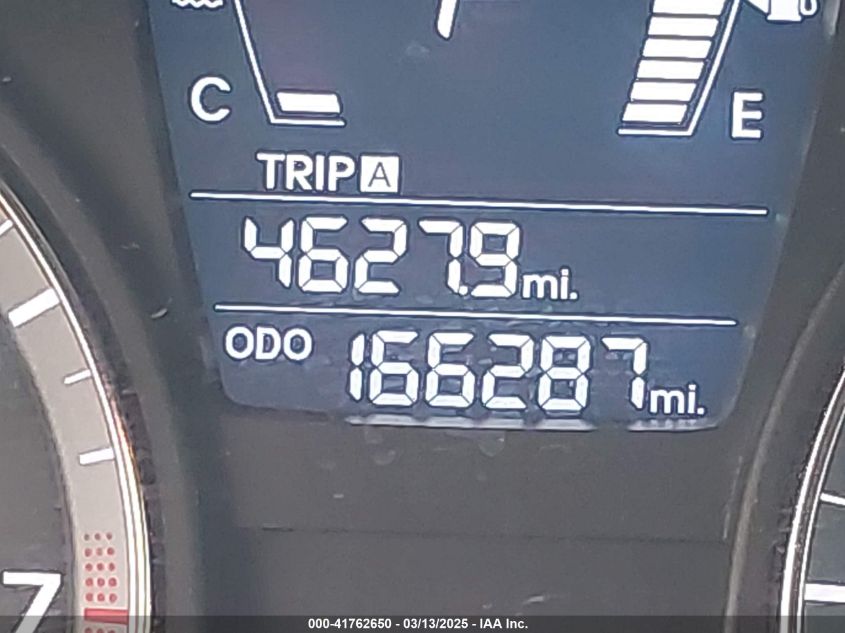 C
E
TRIP A
4627.9 mi.
ODO 166287 mi.
7
000-41762650 - 03/13/2025 - IAA Inc.